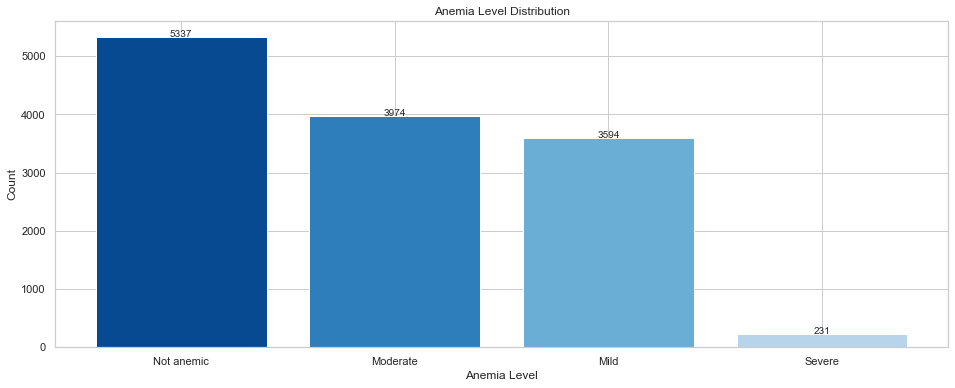 Anemia Level Distribution
5337
3974
3594
231
5000
4000
3000
2000
1000
0
Count
Not anemic Moderate Mild Severe
Anemia Level